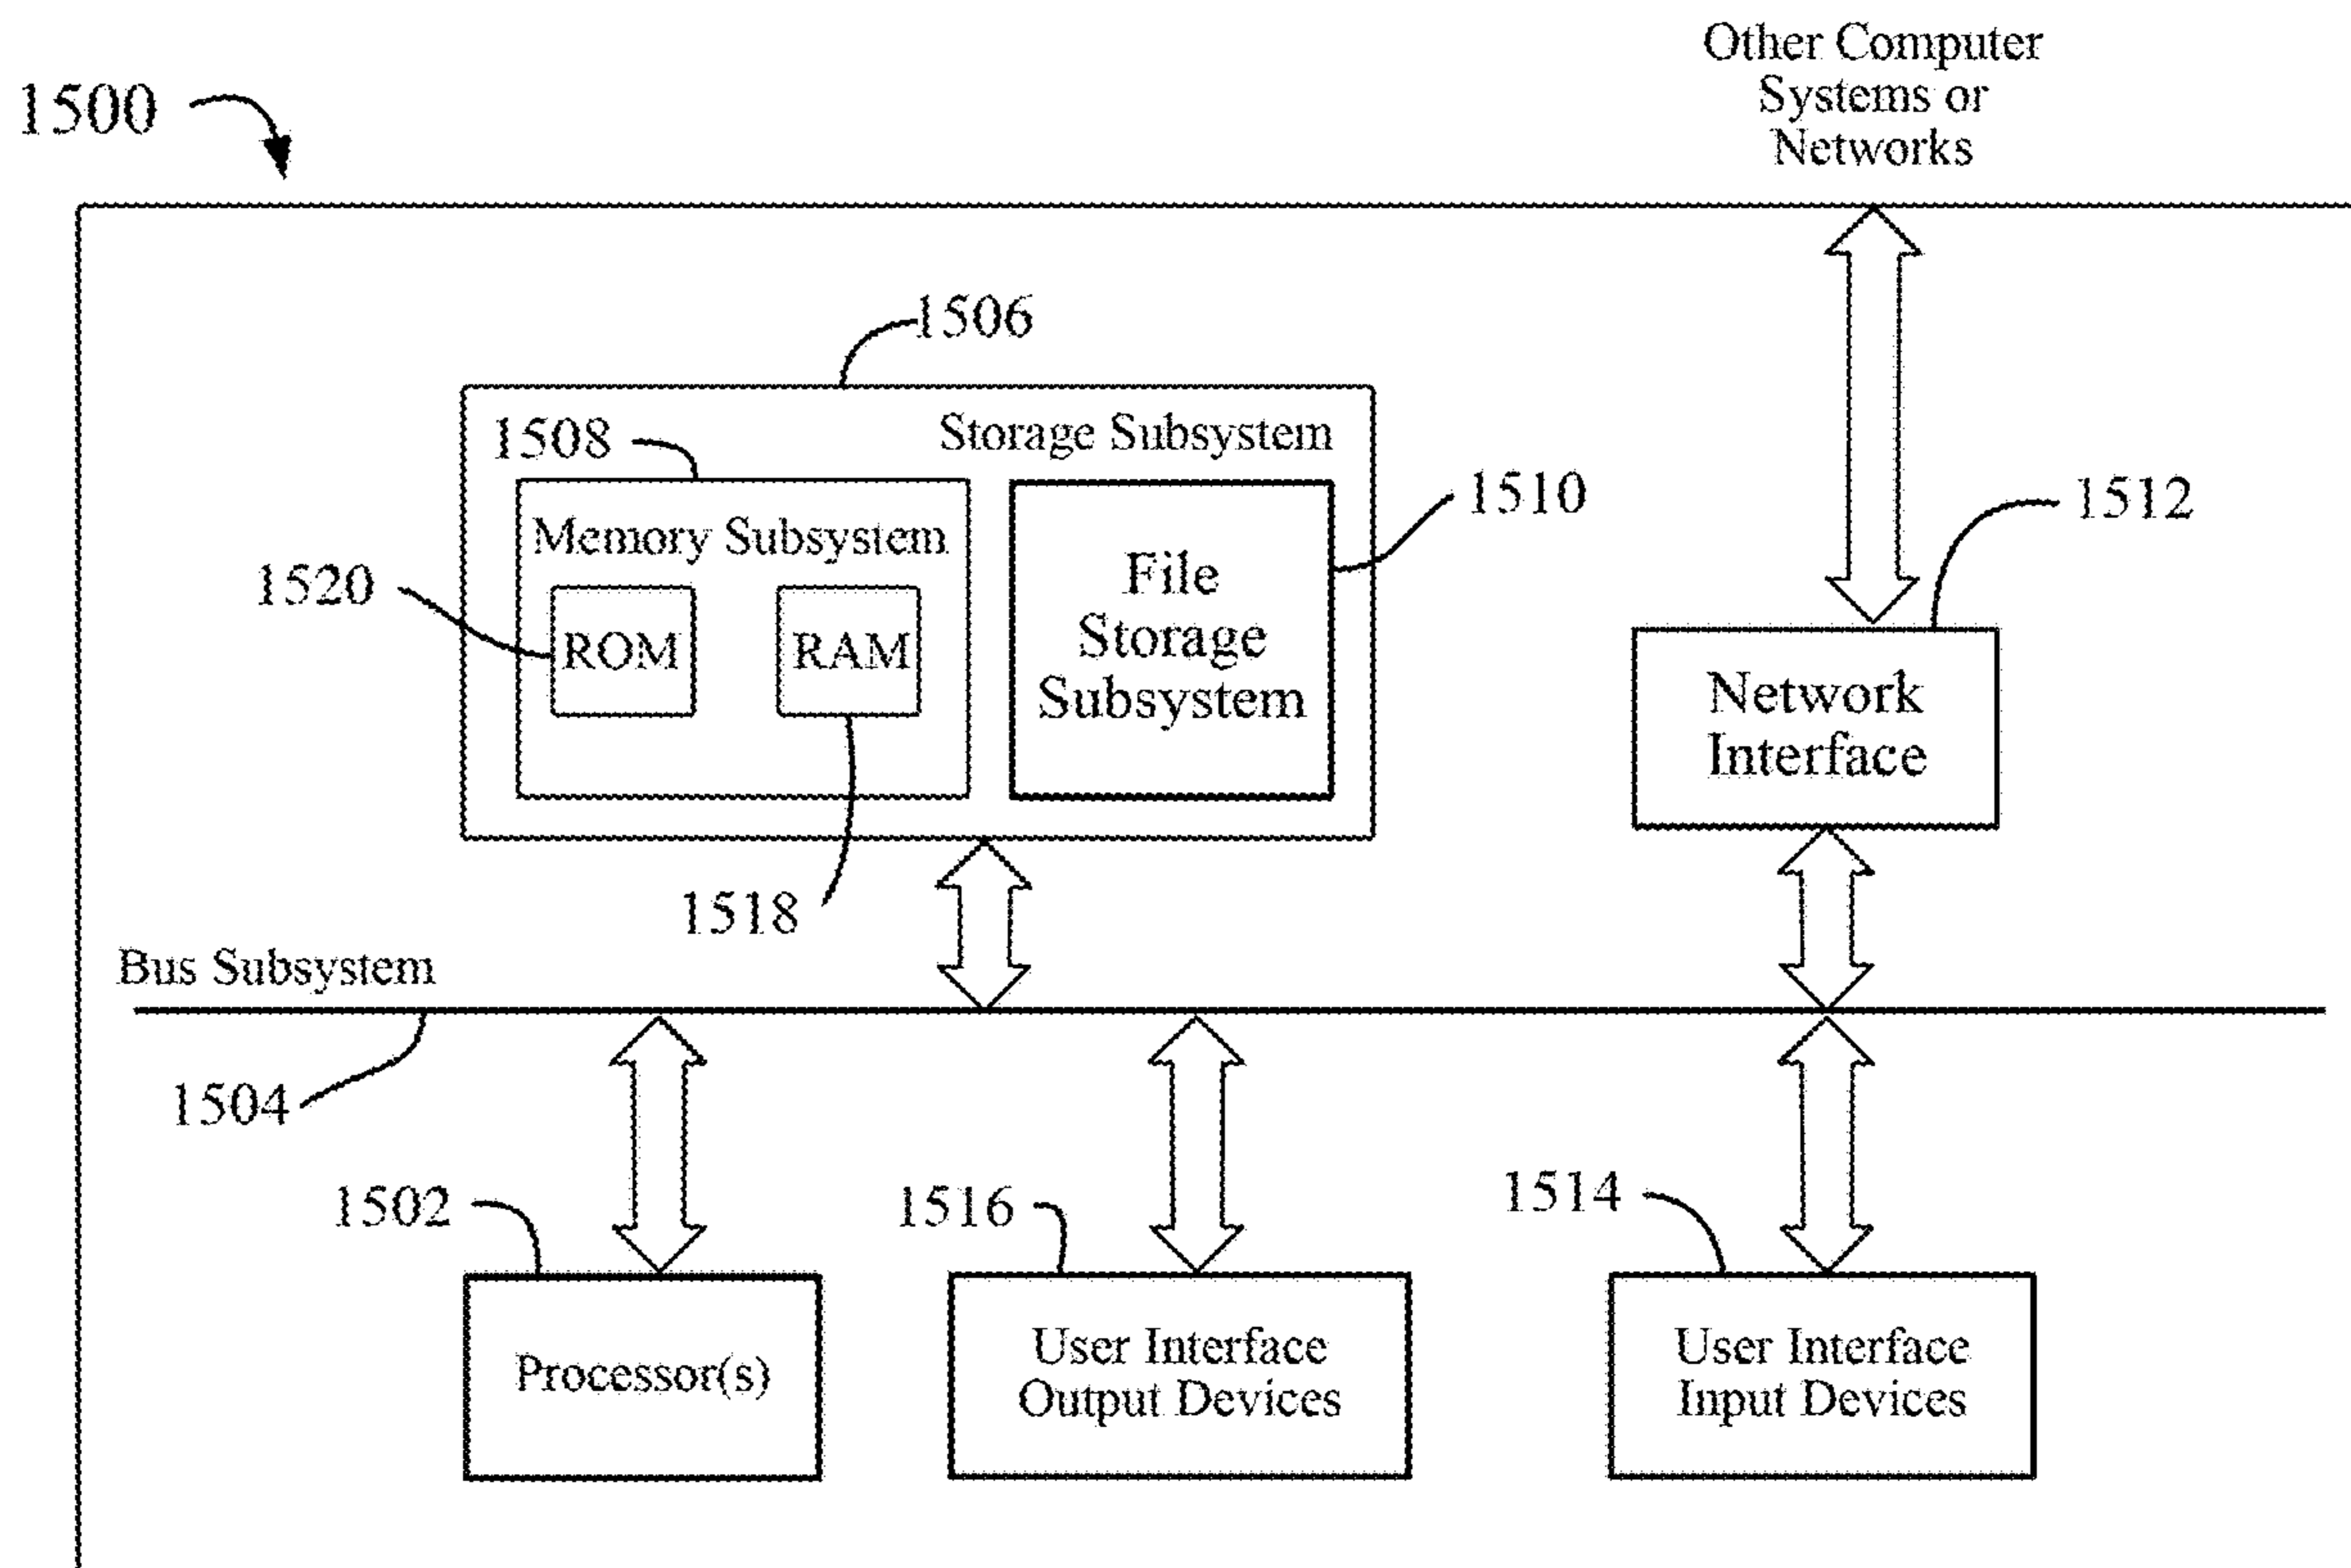 Other Computer
Systems or
Networks
1500
1506
1508
Storage Subsystem
1510
1512
Memory Subsystem
1520
ROM
RAM
File
Storage
Subsystem
Network
Interface
1518
Bus Subsystem
1504
1502
1516
1514
Processor(s)
User Interface
Output Devices
User Interface
Input Devices